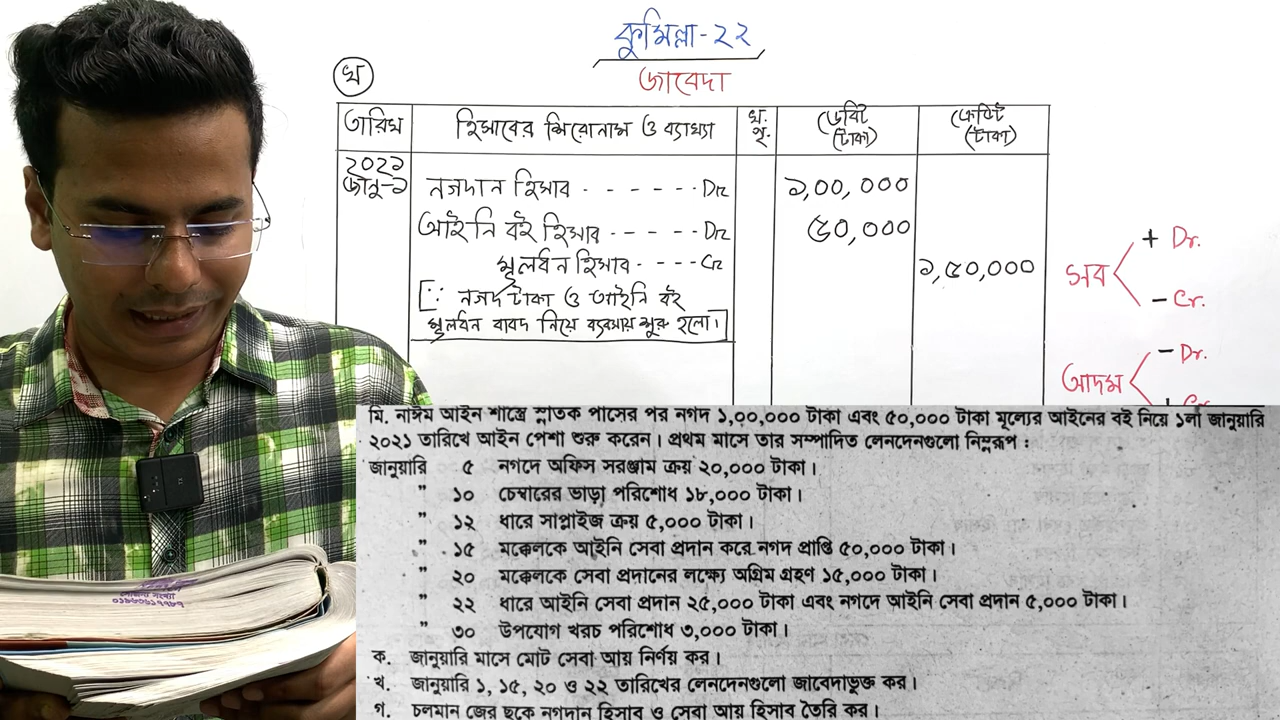 কুমিল্লা-২২
খ
জাবেদা
তারিখ হিসাবের শিরোনাম ও ব্যাখ্যা খ. পৃ. ডেবিট (টাকা) ক্রেডিট (টাকা)
২০২১
জানু-১ নগদান হিসাব - - - - - - - Dr ১,০০,০০০
আইনি বই হিসাব - - - - - Dr ৫০,০০০
মূলধন হিসাব - - - - Cr ১,৫০,০০০
[∵ নগদ টাকা ও আইনি বই
মূলধন বাবদ নিয়ে ব্যবসায় শুরু হলো।]
সব + Dr.
- Cr.
আদম - Dr.
মি. নাঈম আইন শাস্ত্রে স্নাতক পাসের পর নগদ ১,০০,০০০ টাকা এবং ৫০,০০০ টাকা মূল্যের আইনের বই নিয়ে ১লা জানুয়ারি
২০২১ তারিখে আইন পেশা শুরু করেন। প্রথম মাসে তার সম্পাদিত লেনদেনগুলো নিম্নরূপ :
জানুয়ারি ৫ নগদে অফিস সরঞ্জাম ক্রয় ২০,০০০ টাকা।
" ১০ চেম্বারের ভাড়া পরিশোধ ১৮,০০০ টাকা।
" ১২ ধারে সাপ্লাইজ ক্রয় ৫,০০০ টাকা।
" ১৫ মক্কেলকে আইনি সেবা প্রদান করে নগদ প্রাপ্তি ৫০,০০০ টাকা।
" ২০ মক্কেলকে সেবা প্রদানের লক্ষ্যে অগ্রিম গ্রহণ ১৫,০০০ টাকা।
" ২২ ধারে আইনি সেবা প্রদান ২৫,০০০ টাকা এবং নগদে আইনি সেবা প্রদান ৫,০০০ টাকা।
" ৩০ উপযোগ খরচ পরিশোধ ৩,০০০ টাকা।
ক. জানুয়ারি মাসে মোট সেবা আয় নির্ণয় কর।
খ. জানুয়ারি ১, ১৫, ২০ ও ২২ তারিখের লেনদেনগুলো জাবেদাভুক্ত কর।
গ. চলমান জের ছকে নগদান হিসাব ও সেবা আয় হিসাব তৈরি কর।